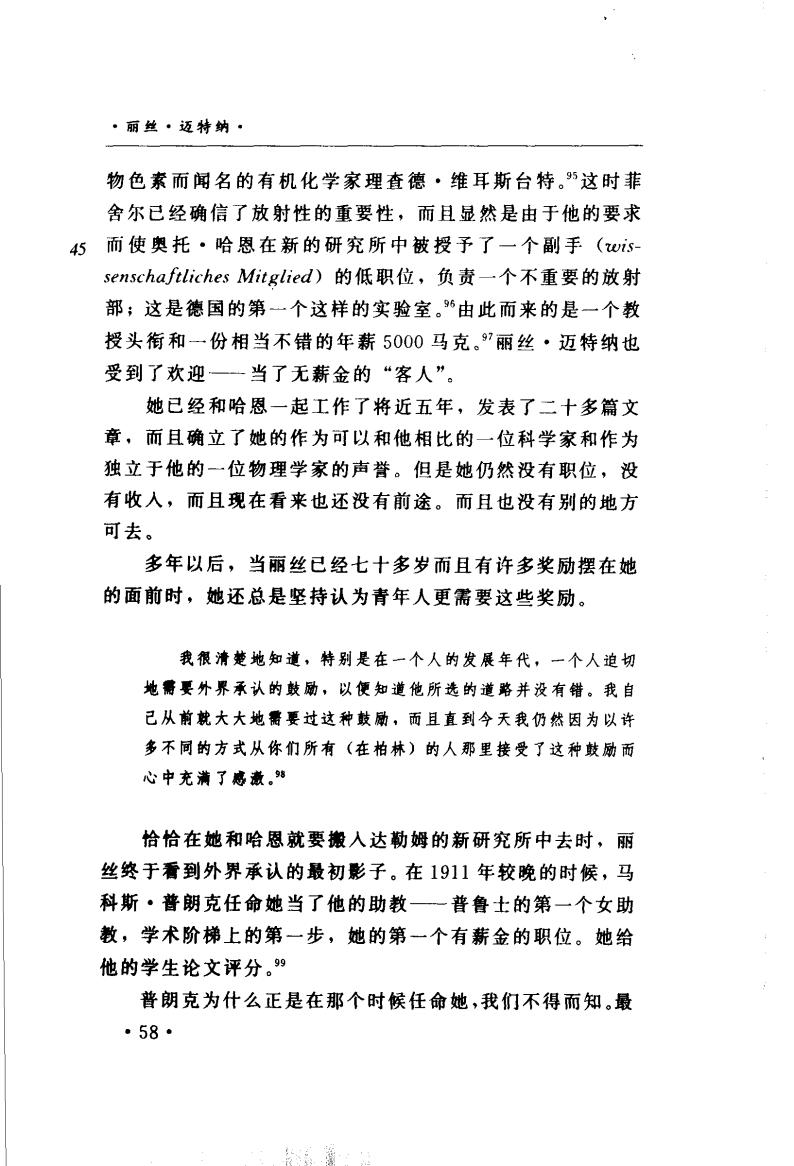 ·丽丝·迈特纳·
物色素而闻名的有机化学家理查德·维耳斯台特。95这时菲
舍尔已经确信了放射性的重要性，而且显然是由于他的要求
45 而使奥托·哈恩在新的研究所中被授予了一个副手（wis-
senschaftliches Mitglied）的低职位，负责一个不重要的放射
部；这是德国的第一个这样的实验室。96由此而来的是一个教
授头衔和一份相当不错的年薪 5000 马克。97丽丝·迈特纳也
受到了欢迎——当了无薪金的“客人”。
她已经和哈恩一起工作了将近五年，发表了二十多篇文
章，而且确立了她的作为可以和他相比的一位科学家和作为
独立于他的一位物理学家的声誉。但是她仍然没有职位，没
有收入，而且现在看来也还没有前途。而且也没有别的地方
可去。
多年以后，当丽丝已经七十多岁而且有许多奖励摆在她
的面前时，她还总是坚持认为青年人更需要这些奖励。
我很清楚地知道，特别是在一个人的发展年代，一个人迫切
地需要外界承认的鼓励，以便知道他所选的道路并没有错。我自
己从前就大大地需要过这种鼓励，而且直到今天我仍然因为以许
多不同的方式从你们所有（在柏林）的人那里接受了这种鼓励而
心中充满了感激。98
恰恰在她和哈恩就要搬入达勒姆的新研究所中去时，丽
丝终于看到外界承认的最初影子。在 1911 年较晚的时候，马
科斯·普朗克任命她当了他的助教——普鲁士的第一个女助
教，学术阶梯上的第一步，她的第一个有薪金的职位。她给
他的学生论文评分。99
普朗克为什么正是在那个时候任命她，我们不得而知。最
·58·